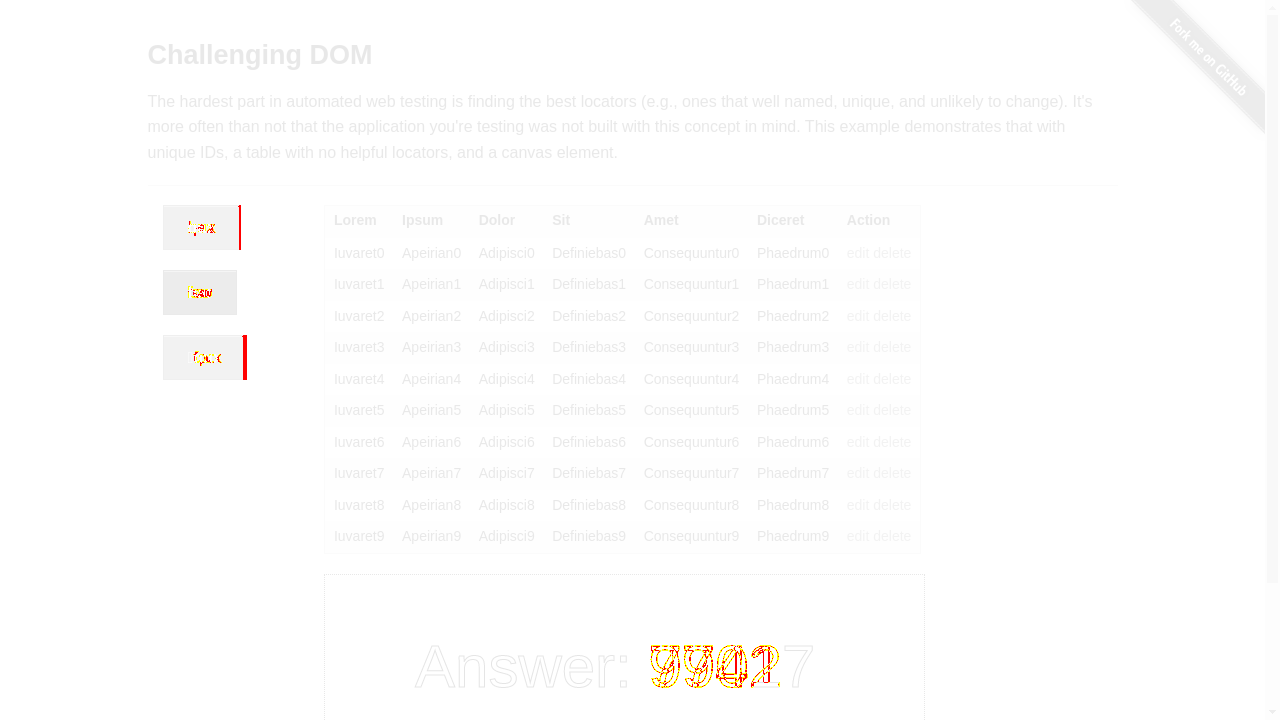 Fork me on GitHub
Challenging DOM
The hardest part in automated web testing is finding the best locators (e.g., ones that well named, unique, and unlikely to change). It's
more often than not that the application you're testing was not built with this concept in mind. This example demonstrates that with
unique IDs, a table with no helpful locators, and a canvas element.
Lorem Ipsum Dolor Sit Amet Diceret Action
Iuvaret0 Apeirian0 Adipisci0 Definiebas0 Consequuntur0 Phaedrum0 edit delete
Iuvaret1 Apeirian1 Adipisci1 Definiebas1 Consequuntur1 Phaedrum1 edit delete
Iuvaret2 Apeirian2 Adipisci2 Definiebas2 Consequuntur2 Phaedrum2 edit delete
Iuvaret3 Apeirian3 Adipisci3 Definiebas3 Consequuntur3 Phaedrum3 edit delete
Iuvaret4 Apeirian4 Adipisci4 Definiebas4 Consequuntur4 Phaedrum4 edit delete
Iuvaret5 Apeirian5 Adipisci5 Definiebas5 Consequuntur5 Phaedrum5 edit delete
Iuvaret6 Apeirian6 Adipisci6 Definiebas6 Consequuntur6 Phaedrum6 edit delete
Iuvaret7 Apeirian7 Adipisci7 Definiebas7 Consequuntur7 Phaedrum7 edit delete
Iuvaret8 Apeirian8 Adipisci8 Definiebas8 Consequuntur8 Phaedrum8 edit delete
Iuvaret9 Apeirian9 Adipisci9 Definiebas9 Consequuntur9 Phaedrum9 edit delete
Answer: